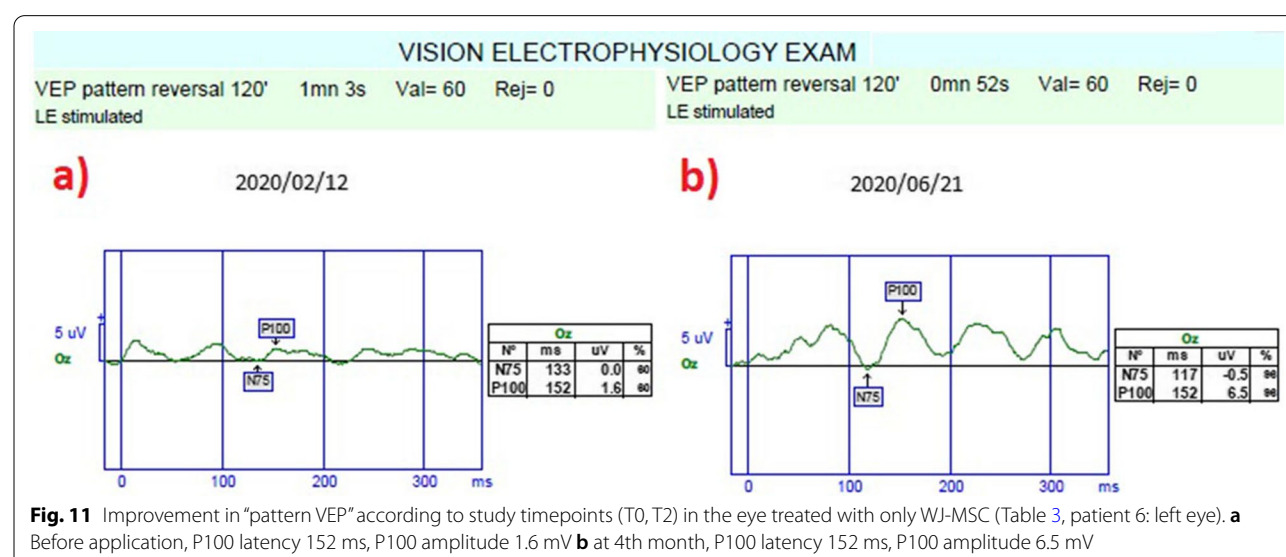 VISION ELECTROPHYSIOLOGY EXAM
VEP pattern reversal 120' 1mn 3s Val= 60 Rej= 0
LE stimulated
VEP pattern reversal 120' 0mn 52s Val= 60 Rej= 0
LE stimulated
a)
2020/02/12
b)
2020/06/21
+
5 uV
Oz
P100
N75
0 100 200 300 ms
Oz
Nº ms uV %
N75 133 0.0 60
P100 152 1.6 60
+
5 uV
Oz
P100
N75
0 100 200 300 ms
Oz
Nº ms uV %
N75 117 -0.5
P100 152 6.5
Fig. 11 Improvement in "pattern VEP" according to study timepoints (T0, T2) in the eye treated with only WJ-MSC (Table 3, patient 6: left eye). a
Before application, P100 latency 152 ms, P100 amplitude 1.6 mV b at 4th month, P100 latency 152 ms, P100 amplitude 6.5 mV